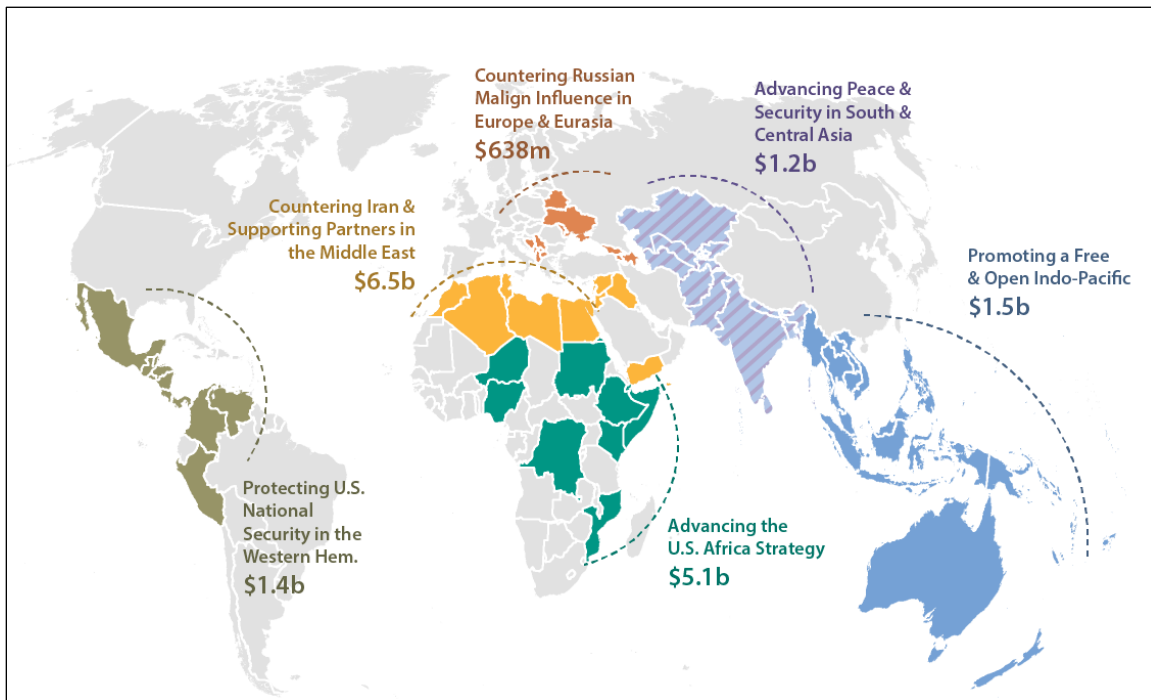 Countering Russian
Malign Influence in
Europe & Eurasia
$638m
Advancing Peace &
Security in South &
Central Asia
$1.2b
Countering Iran &
Supporting Partners in
the Middle East
$6.5b
Promoting a Free
& Open Indo-Pacific
$1.5b
Protecting U.S.
National
Security in the
Western Hem.
$1.4b
Advancing the
U.S. Africa Strategy
$5.1b